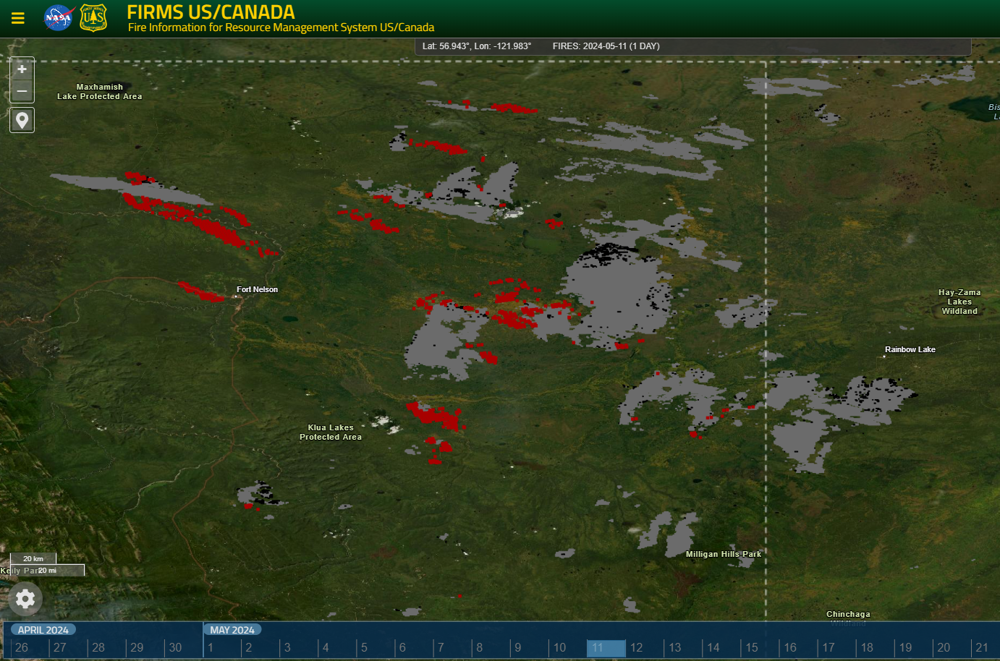 NASA
FOREST SERVICE
U S
FIRMS US/CANADA
Fire Information for Resource Management System US/Canada
Lat: 56.943°, Lon: -121.983°
FIRES: 2024-05-11 (1 DAY)
+
−
Maxhamish
Lake Protected Area
Bis
L
Fort Nelson
Hay-Zama
Lakes
Wildland
Rainbow Lake
Klua Lakes
Protected Area
Milligan Hills Park
20 km
20 mi
Chinchaga
Wildland
APRIL 2024
MAY 2024
26
27
28
29
30
1
2
3
4
5
6
7
8
9
10
11
12
13
14
15
16
17
18
19
20
21